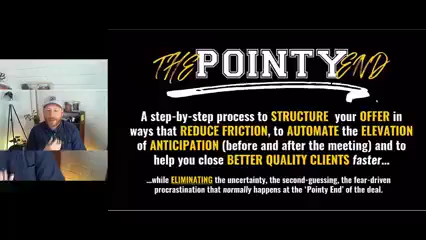 THE POINTY END
A step-by-step process to STRUCTURE your OFFER in
ways that REDUCE FRICTION, to AUTOMATE the ELEVATION
of ANTICIPATION (before and after the meeting) and to
help you close BETTER QUALITY CLIENTS faster...
...while ELIMINATING the uncertainty, the second-guessing, the fear-driven
procrastination that normally happens at the 'Pointy End' of the deal.